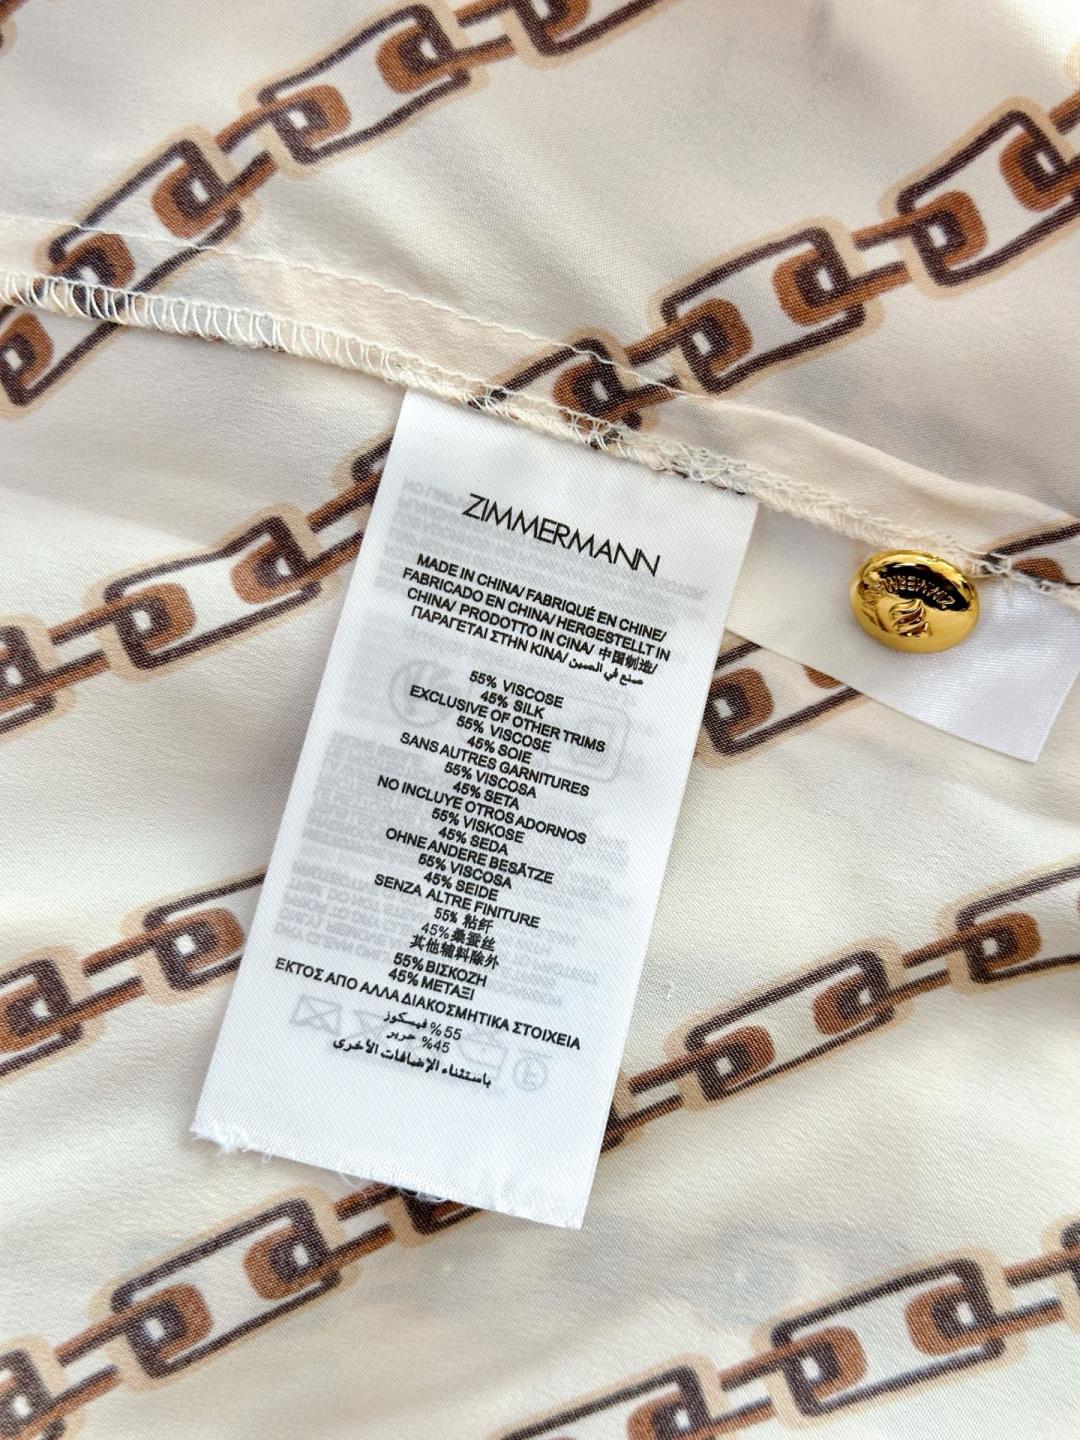 ZIMMERMANN
MADE IN CHINA/ FABRIQUÉ EN CHINE/
FABRICADO EN CHINA/ HERGESTELLT IN
CHINA/ PRODOTTO IN CINA/ 中国制造/
ΠΑΡΑΓΕΤΑΙ ΣΤΗΝ ΚΙΝΑ/ صنع في الصين
55% VISCOSE
45% SILK
EXCLUSIVE OF OTHER TRIMS
55% VISCOSE
45% SOIE
SANS AUTRES GARNITURES
55% VISCOSA
45% SETA
NO INCLUYE OTROS ADORNOS
55% VISKOSE
45% SEDA
OHNE ANDERE BESÄTZE
55% VISCOSA
45% SEIDE
SENZA ALTRE FINITURE
55% 粘纤
45%桑蚕丝
其他辅料除外
55% ΒΙΣΚΟΖΗ
45% ΜΕΤΑΞΙ
ΕΚΤΟΣ ΑΠΟ ΑΛΛΑ ΔΙΑΚΟΣΜΗΤΙΚΑ ΣΤΟΙΧΕΙΑ
55% فيسكوز
45% حرير
باستثناء الإضافات الأخرى
ZIMMERMANN